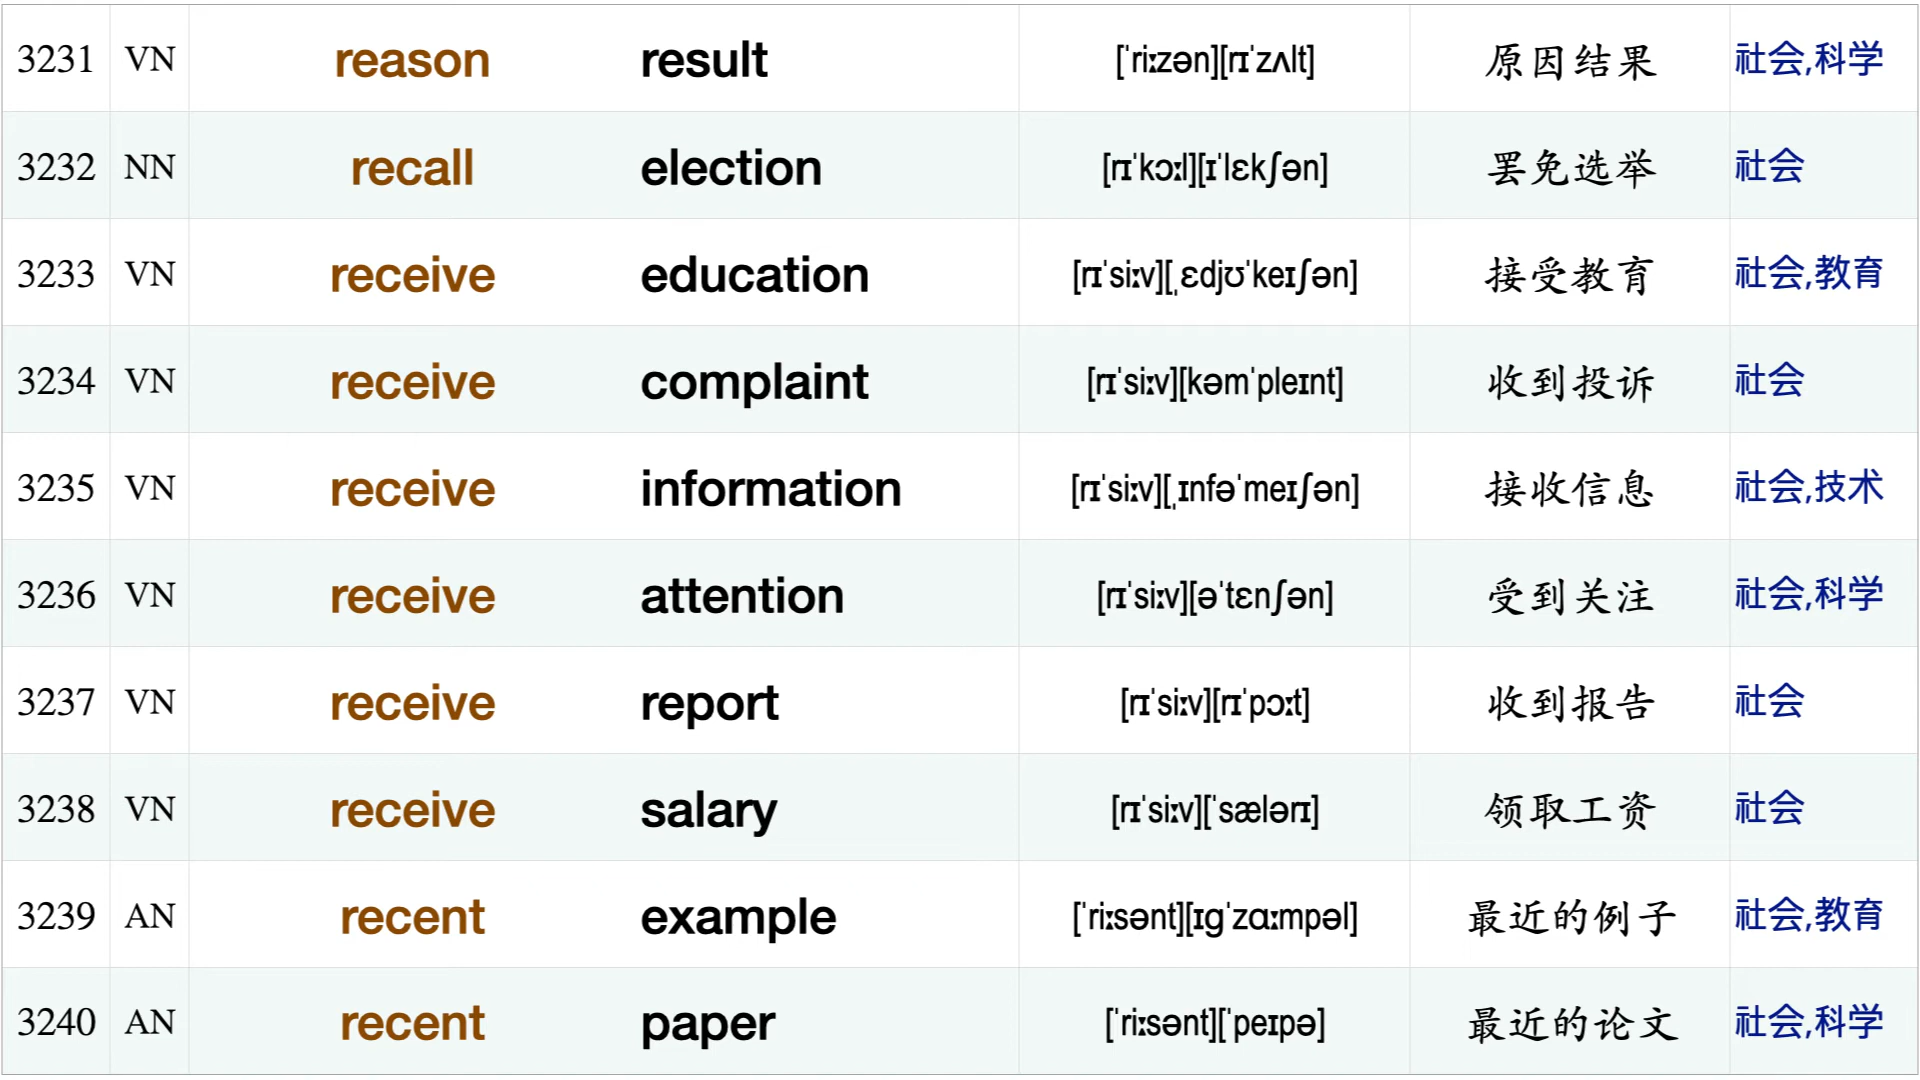 3231 VN reason result [ˈriːzən][rɪˈzʌlt] 原因结果 社会,科学
3232 NN recall election [rɪˈkɔːl][ɪˈlɛkʃən] 罢免选举 社会
3233 VN receive education [rɪˈsiːv][ˌɛdjʊˈkeɪʃən] 接受教育 社会,教育
3234 VN receive complaint [rɪˈsiːv][kəmˈpleɪnt] 收到投诉 社会
3235 VN receive information [rɪˈsiːv][ˌɪnfəˈmeɪʃən] 接收信息 社会,技术
3236 VN receive attention [rɪˈsiːv][əˈtɛnʃən] 受到关注 社会,科学
3237 VN receive report [rɪˈsiːv][rɪˈpɔːt] 收到报告 社会
3238 VN receive salary [rɪˈsiːv][ˈsælərɪ] 领取工资 社会
3239 AN recent example [ˈriːsənt][ɪgˈzɑːmpəl] 最近的例子 社会,教育
3240 AN recent paper [ˈriːsənt][ˈpeɪpə] 最近的论文 社会,科学